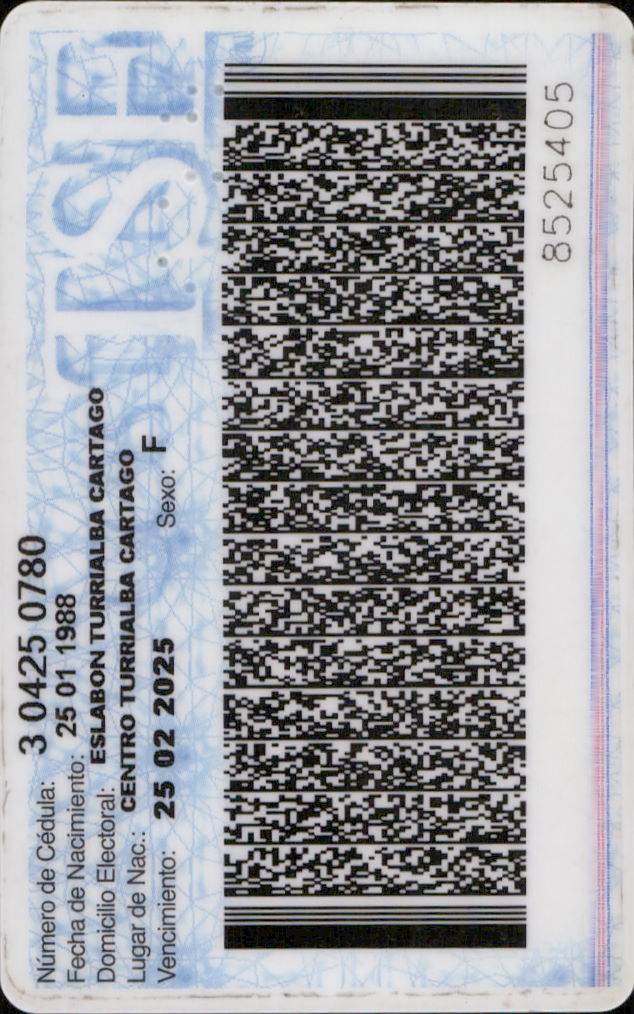 Número de Cédula: 3 0425 0780
Fecha de Nacimiento: 25 01 1988
Domicilio Electoral: ESLABON TURRIALBA CARTAGO
Lugar de Nac.: CENTRO TURRIALBA CARTAGO
Vencimiento: 25 02 2025 Sexo: F
TSE
8525405